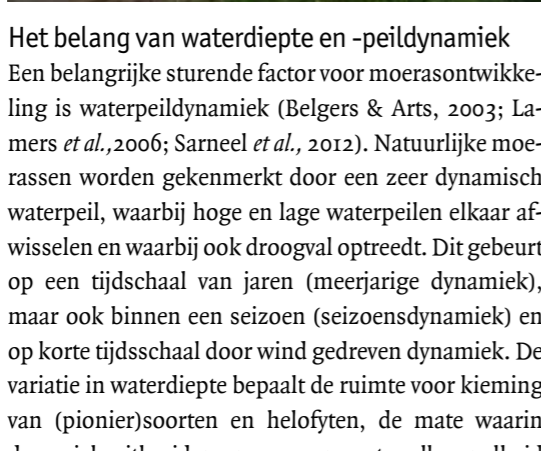 Het belang van waterdiepte en -peildynamiek
Een belangrijke sturende factor voor moerasontwikke-
ling is waterpeildynamiek (Belgers & Arts, 2003; La-
mers et al.,2006; Sarneel et al., 2012). Natuurlijke moe-
rassen worden gekenmerkt door een zeer dynamisch
waterpeil, waarbij hoge en lage waterpeilen elkaar af-
wisselen en waarbij ook droogval optreedt. Dit gebeurt
op een tijdschaal van jaren (meerjarige dynamiek),
maar ook binnen een seizoen (seizoensdynamiek) en
op korte tijdsschaal door wind gedreven dynamiek. De
variatie in waterdiepte bepaalt de ruimte voor kieming
van (pionier)soorten en helofyten, de mate waarin